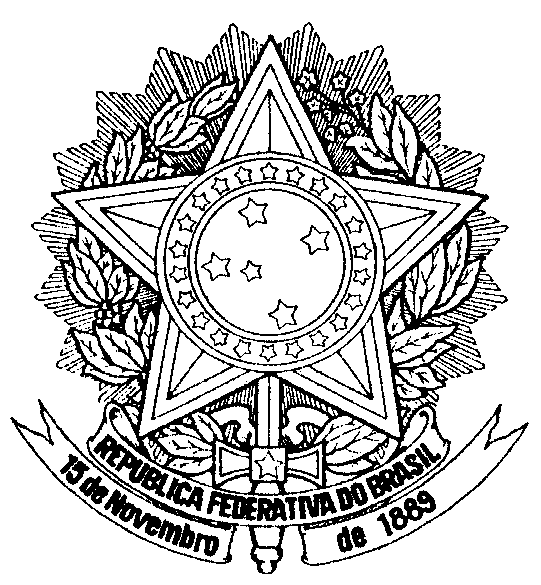 REPUBLICA FEDERATIVA DO BRASIL
15 de Novembro de 1889